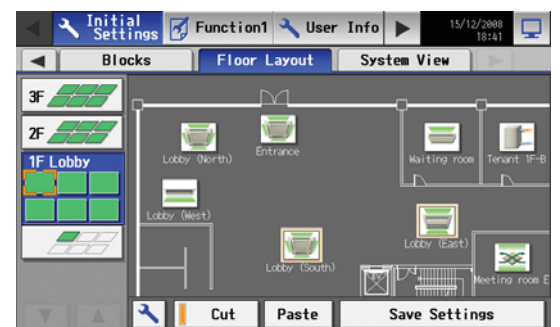 Initial Settings
Function1
User Info
15/12/2008
18:41
Blocks
Floor Layout
System View
3F
2F
1F Lobby
Lobby (North)
Entrance
Waiting room
Tenant 1F-B
Lobby (West)
Lobby (South)
Lobby (East)
Meeting room E
Cut
Paste
Save Settings